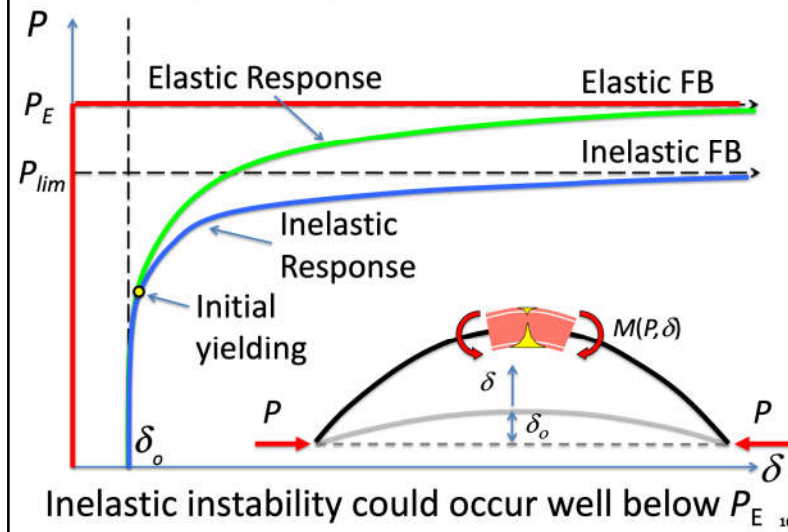 P
Elastic Response
Elastic FB
P_E
Inelastic FB
P_lim
Inelastic
Response
Initial
yielding
M(P,δ)
δ
P
δ_o
P
δ_o
δ
Inelastic instability could occur well below P_E